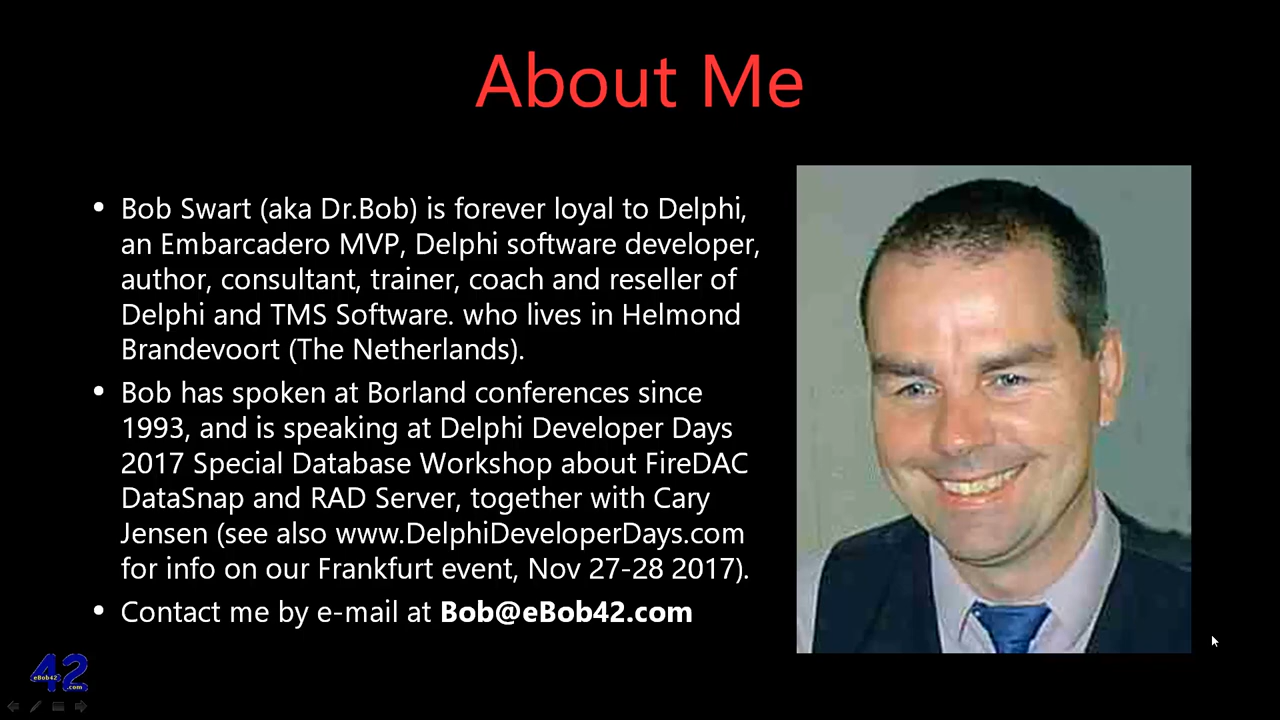 About Me
Bob Swart (aka Dr.Bob) is forever loyal to Delphi,
an Embarcadero MVP, Delphi software developer,
author, consultant, trainer, coach and reseller of
Delphi and TMS Software. who lives in Helmond
Brandevoort (The Netherlands).
Bob has spoken at Borland conferences since
1993, and is speaking at Delphi Developer Days
2017 Special Database Workshop about FireDAC
DataSnap and RAD Server, together with Cary
Jensen (see also www.DelphiDeveloperDays.com
for info on our Frankfurt event, Nov 27-28 2017).
Contact me by e-mail at Bob@eBob42.com
42
eBob42
.com